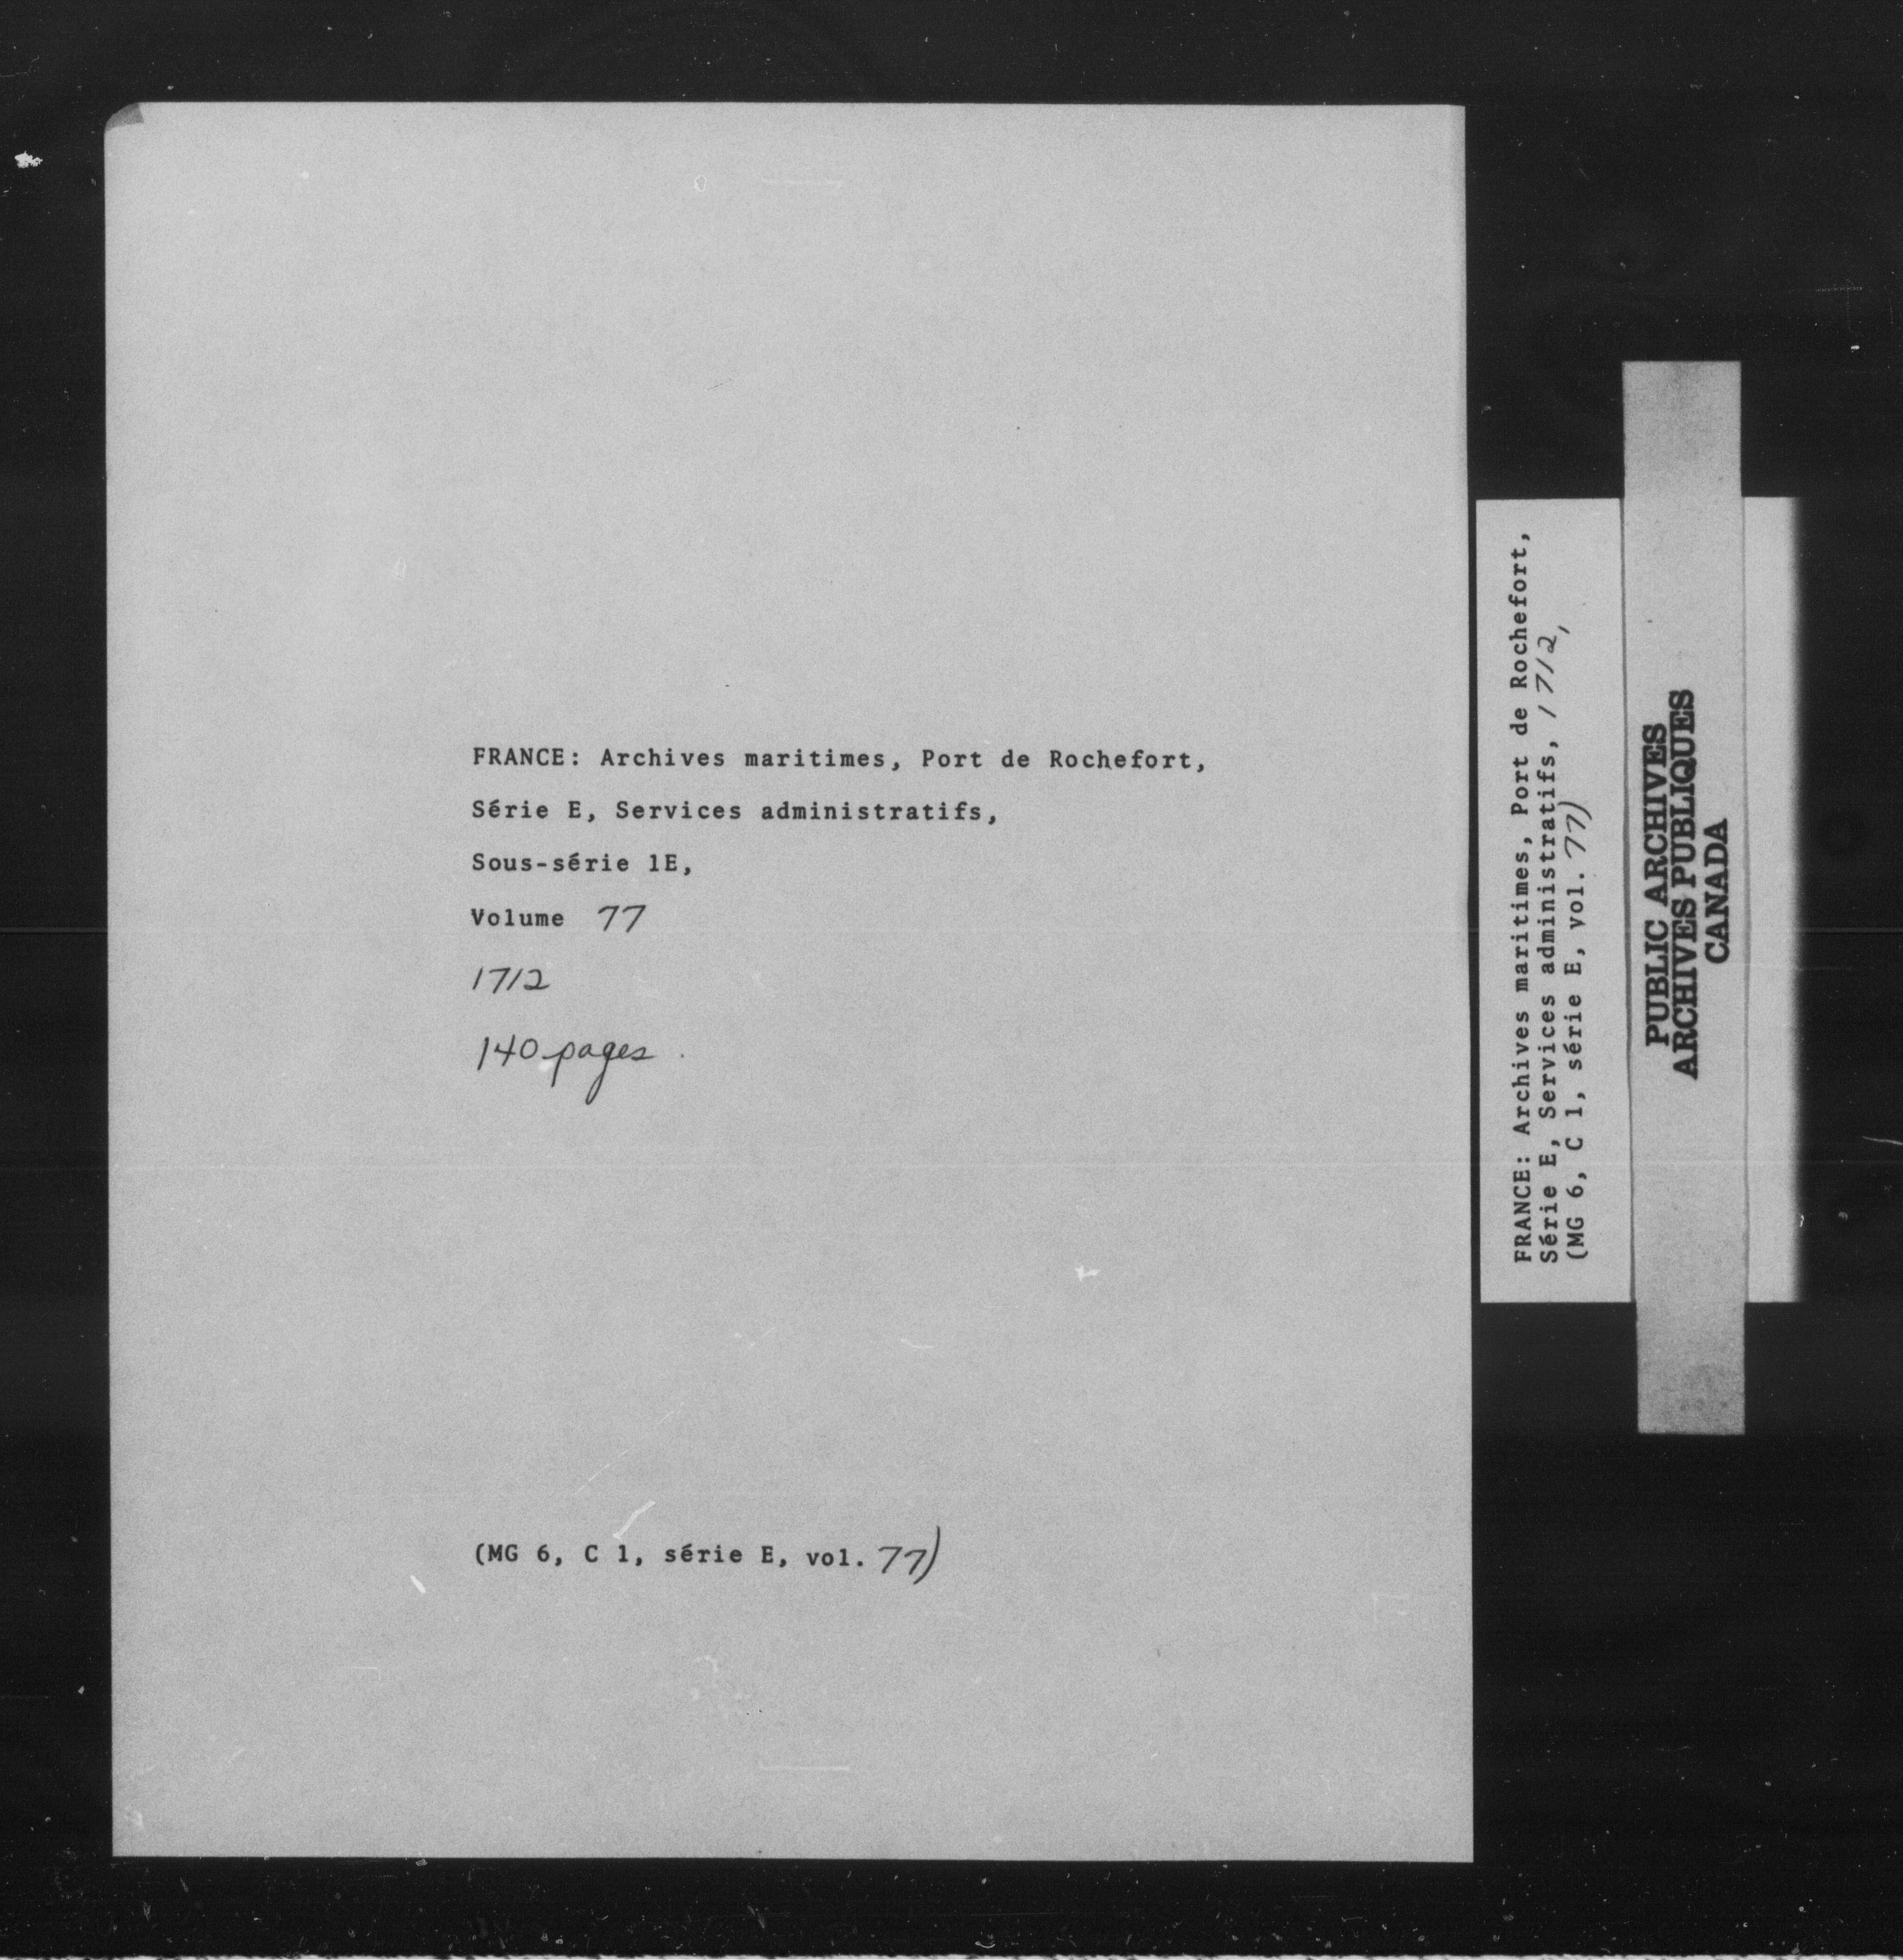 FRANCE: Archives maritimes, Port de Rochefort,
Série E, Services administratifs,
Sous-série 1E,
Volume 77
1712
140 pages.
(MG 6, C 1, série E, vol. 77)
FRANCE: Archives maritimes, Port de Rochefort,
Série E, Services administratifs, 1712,
(MG 6, C 1, série E, vol. 77)
PUBLIC ARCHIVES
ARCHIVES PUBLIQUES
CANADA